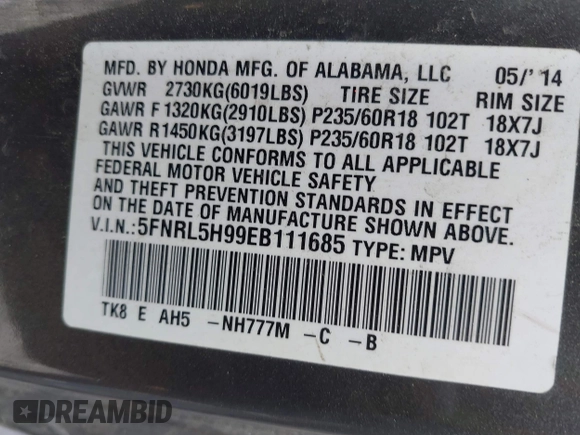 MFD. BY HONDA MFG. OF ALABAMA, LLC 05/'14
GVWR 2730KG(6019LBS) TIRE SIZE RIM SIZE
GAWR F 1320KG(2910LBS) P235/60R18 102T 18X7J
GAWR R1450KG(3197LBS) P235/60R18 102T 18X7J
THIS VEHICLE CONFORMS TO ALL APPLICABLE
FEDERAL MOTOR VEHICLE SAFETY
AND THEFT PREVENTION STANDARDS IN EFFECT
ON THE DATE OF MANUFACTURE SHOWN ABOVE.
V.I.N.:5FNRL5H99EB111685 TYPE: MPV
TK8 E AH5 -NH777M -C -B
DREAMBID